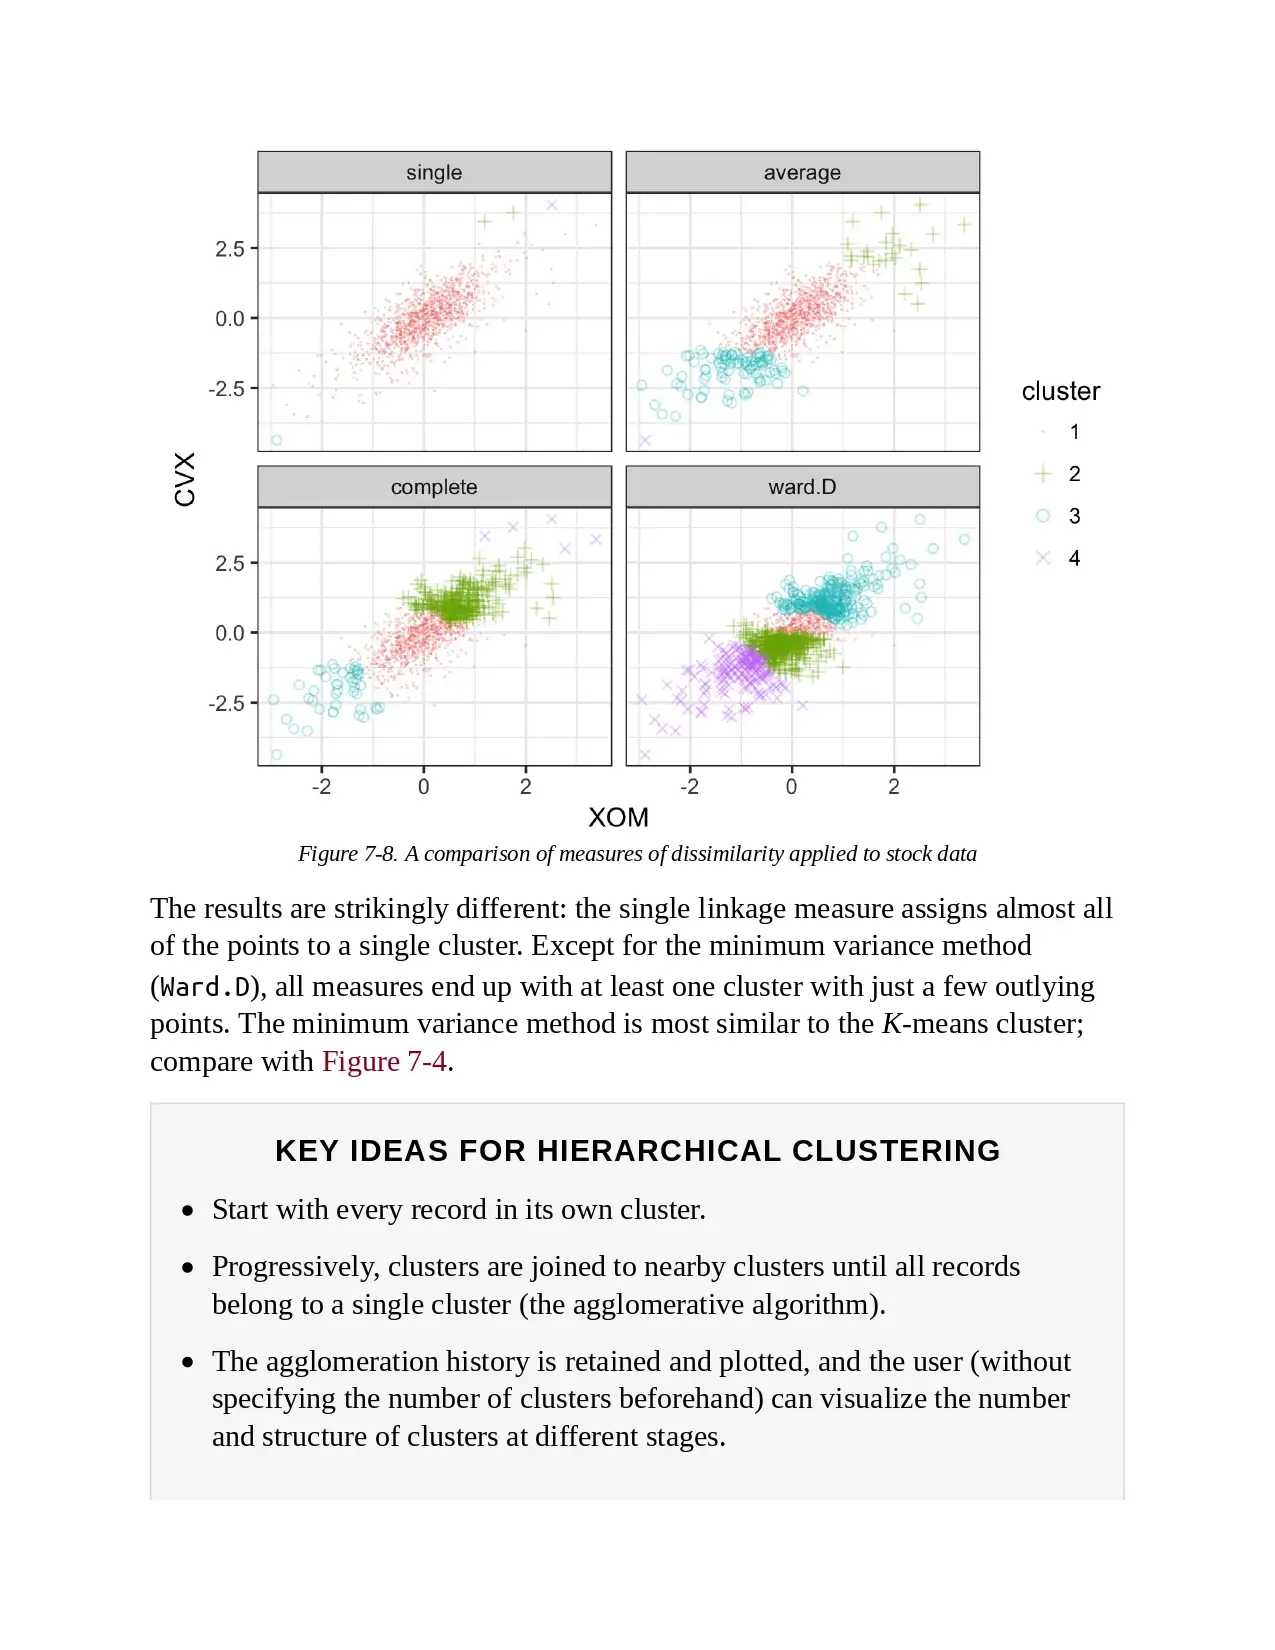 single
average
2.5
0.0
-2.5
cluster
1
2
3
4
CVX
complete
ward.D
2.5
0.0
-2.5
-2
0
2
-2
0
2
XOM
Figure 7-8. A comparison of measures of dissimilarity applied to stock data
The results are strikingly different: the single linkage measure assigns almost all
of the points to a single cluster. Except for the minimum variance method
(Ward.D), all measures end up with at least one cluster with just a few outlying
points. The minimum variance method is most similar to the K-means cluster;
compare with Figure 7-4.
KEY IDEAS FOR HIERARCHICAL CLUSTERING
• Start with every record in its own cluster.
• Progressively, clusters are joined to nearby clusters until all records
belong to a single cluster (the agglomerative algorithm).
• The agglomeration history is retained and plotted, and the user (without
specifying the number of clusters beforehand) can visualize the number
and structure of clusters at different stages.